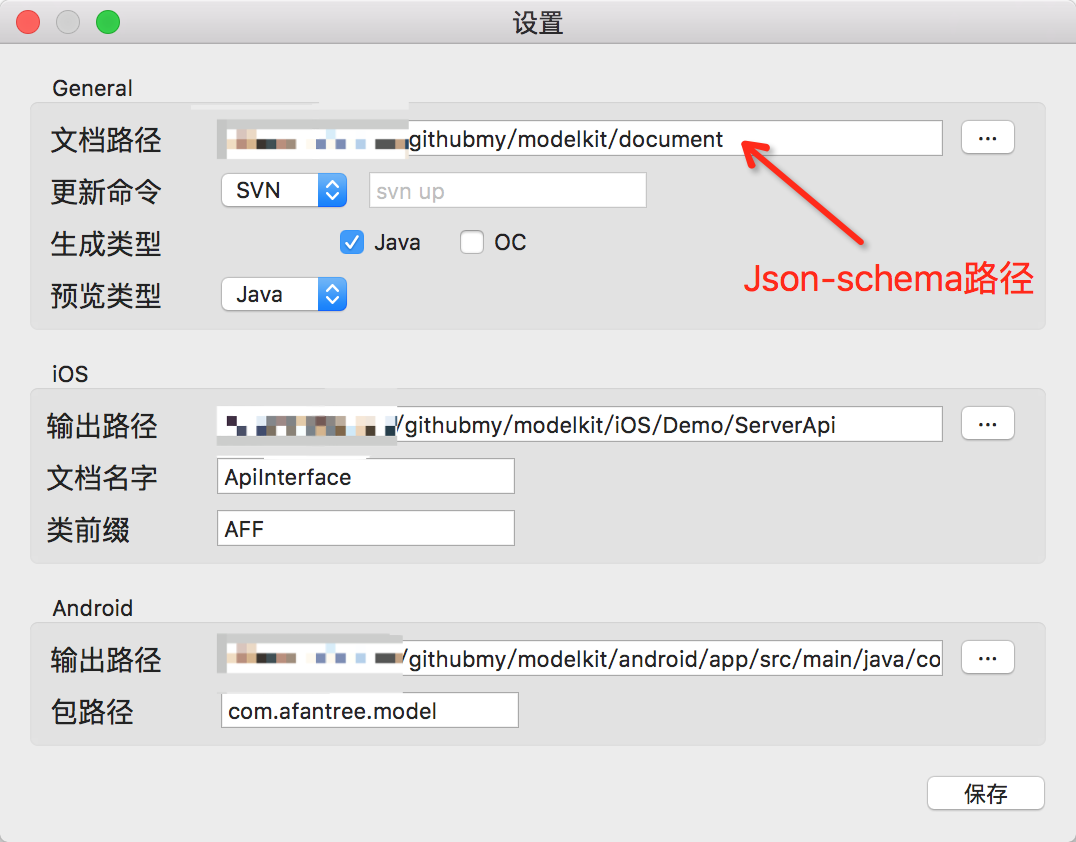 设置
General
文档路径 githubmy/modelkit/document ...
更新命令 SVN svn up
生成类型 Java OC
预览类型 Java
Json-schema路径
iOS
输出路径 /githubmy/modelkit/iOS/Demo/ServerApi ...
文档名字 ApiInterface
类前缀 AFF
Android
输出路径 /githubmy/modelkit/android/app/src/main/java/co ...
包路径 com.afantree.model
保存